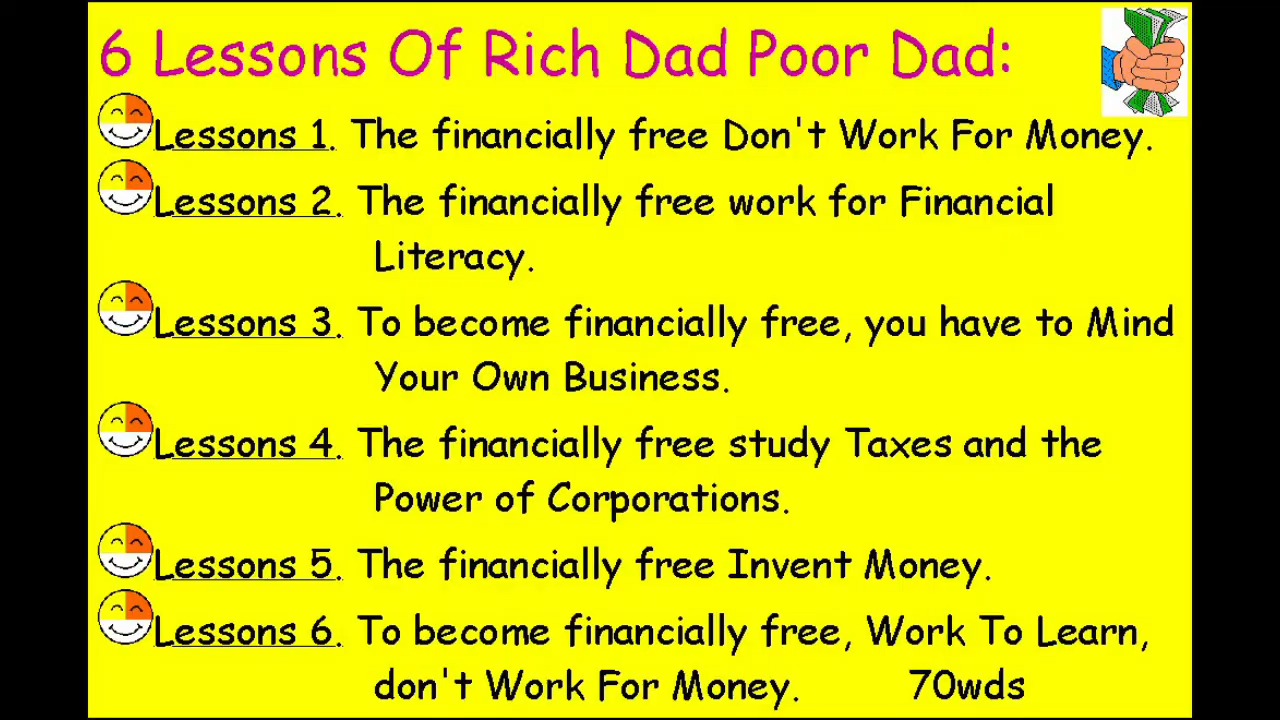 6 Lessons Of Rich Dad Poor Dad:
Lessons 1. The financially free Don't Work For Money.
Lessons 2. The financially free work for Financial
Literacy.
Lessons 3. To become financially free, you have to Mind
Your Own Business.
Lessons 4. The financially free study Taxes and the
Power of Corporations.
Lessons 5. The financially free Invent Money.
Lessons 6. To become financially free, Work To Learn,
don't Work For Money. 70wds